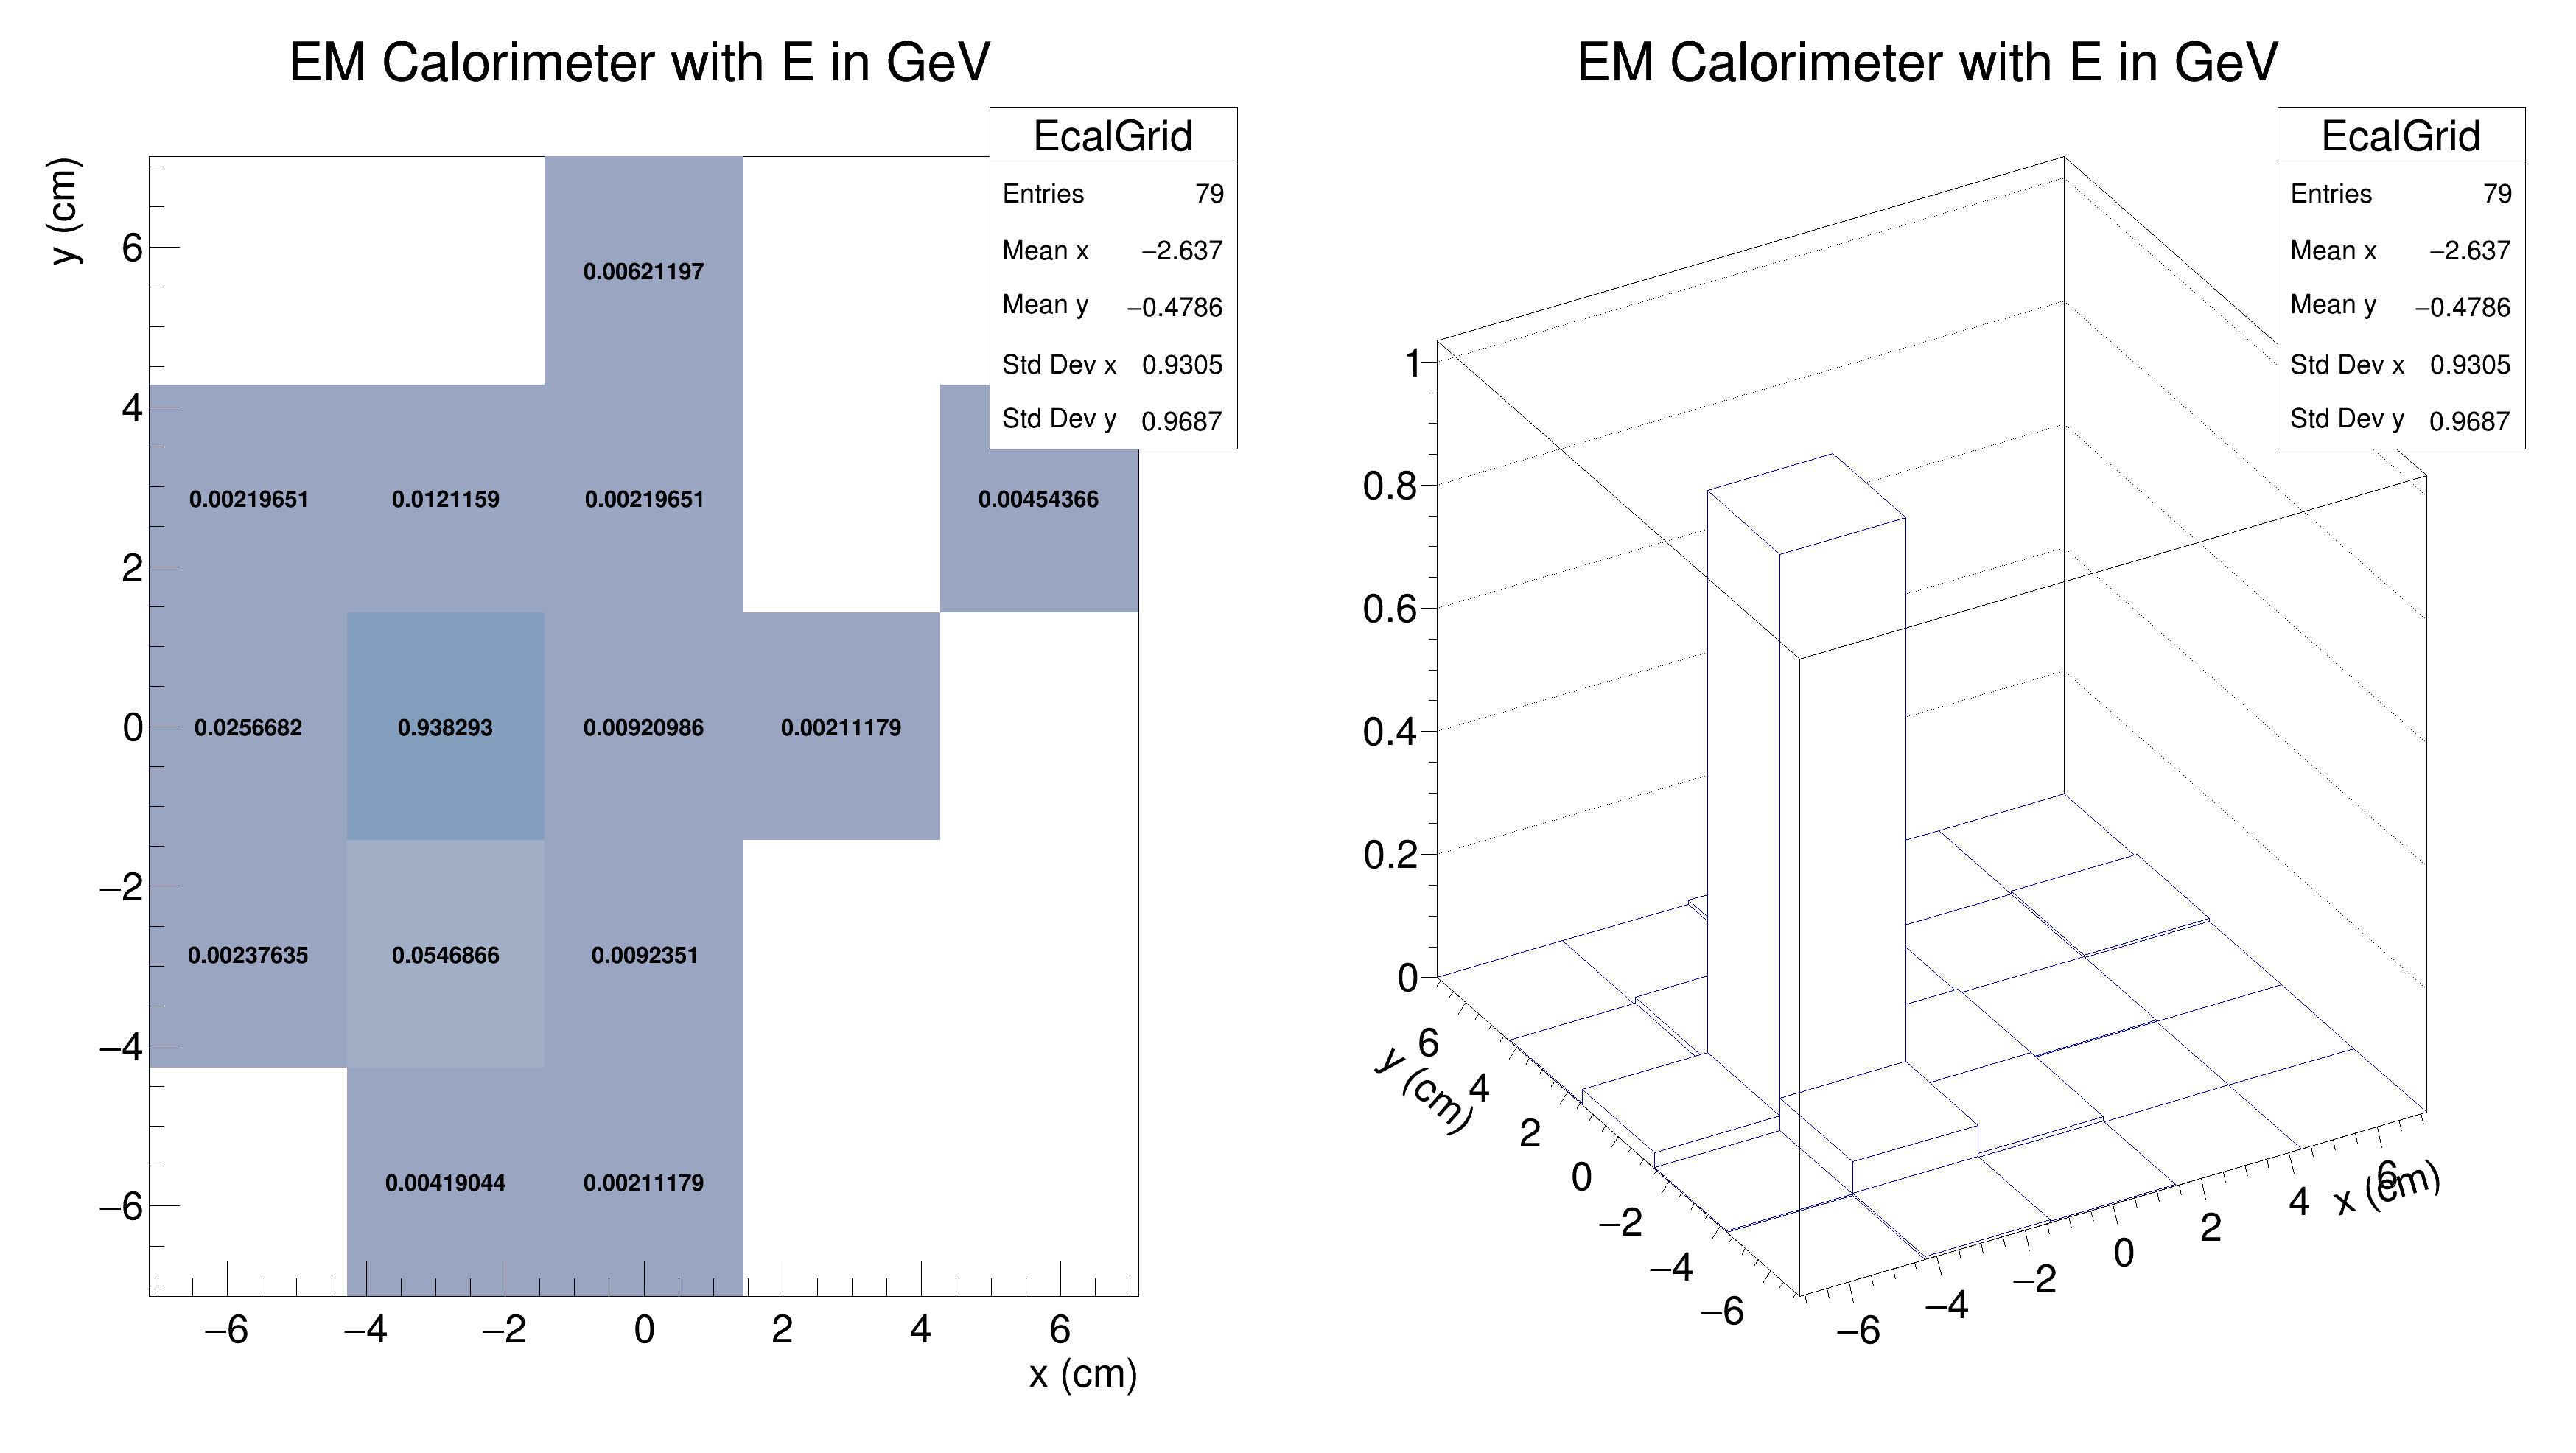 EM Calorimeter with E in GeV
EcalGrid
Entries 79
Mean x −2.637
Mean y −0.4786
Std Dev x 0.9305
Std Dev y 0.9687
y (cm)
6
4
2
0
−2
−4
−6
0.00621197
0.00219651 0.0121159 0.00219651 0.00454366
0.0256682 0.938293 0.00920986 0.00211179
0.00237635 0.0546866 0.0092351
0.00419044 0.00211179
−6 −4 −2 0 2 4 6
x (cm)
EM Calorimeter with E in GeV
EcalGrid
Entries 79
Mean x −2.637
Mean y −0.4786
Std Dev x 0.9305
Std Dev y 0.9687
1
0.8
0.6
0.4
0.2
0
y (cm)
6
4
2
0
−2
−4
−6
−6 −4 −2 0 2 4 6
x (cm)